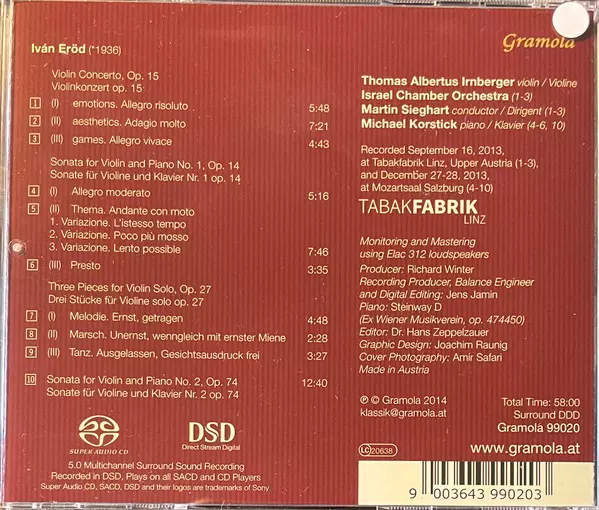 Gramola
Iván Eröd (*1936)
Violin Concerto, Op. 15
Violinkonzert op. 15
1 (I) emotions. Allegro risoluto 5:48
2 (II) aesthetics. Adagio molto 7:21
3 (III) games. Allegro vivace 4:43
Sonata for Violin and Piano No. 1, Op. 14
Sonate für Violine und Klavier Nr. 1 op. 14
4 (I) Allegro moderato 5:16
5 (II) Thema. Andante con moto
1. Variazione. L'istesso tempo
2. Variazione. Poco più mosso
3. Variazione. Lento possible 7:46
6 (III) Presto 3:35
Three Pieces for Violin Solo, Op. 27
Drei Stücke für Violine solo op. 27
7 (I) Melodie. Ernst, getragen 4:48
8 (II) Marsch. Unernst, wenngleich mit ernster Miene 2:28
9 (III) Tanz. Ausgelassen, Gesichtsausdruck frei 3:27
10 Sonata for Violin and Piano No. 2, Op. 74 12:40
Sonate für Violine und Klavier Nr. 2 op. 74
SUPER AUDIO CD
DSD
Direct Stream Digital
5.0 Multichannel Surround Sound Recording
Recorded in DSD, Plays on all SACD and CD Players
Super Audio CD, SACD, DSD and their logos are trademarks of Sony
Thomas Albertus Irnberger violin / Violine
Israel Chamber Orchestra (1-3)
Martin Sieghart conductor / Dirigent (1-3)
Michael Korstick piano / Klavier (4-6, 10)
Recorded September 16, 2013,
at Tabakfabrik Linz, Upper Austria (1-3),
and December 27-28, 2013,
at Mozartsaal Salzburg (4-10)
TABAKFABRIK
LINZ
Monitoring and Mastering
using Elac 312 loudspeakers
Producer: Richard Winter
Recording Producer, Balance Engineer
and Digital Editing: Jens Jamin
Piano: Steinway D
(Ex Wiener Musikverein, op. 474450)
Editor: Dr. Hans Zeppelzauer
Graphic Design: Joachim Raunig
Cover Photography: Amir Safari
Made in Austria
℗ © Gramola 2014
klassik@gramola.at
Total Time: 58:00
Surround DDD
Gramola 99020
LC 20638
www.gramola.at
9 003643 990203